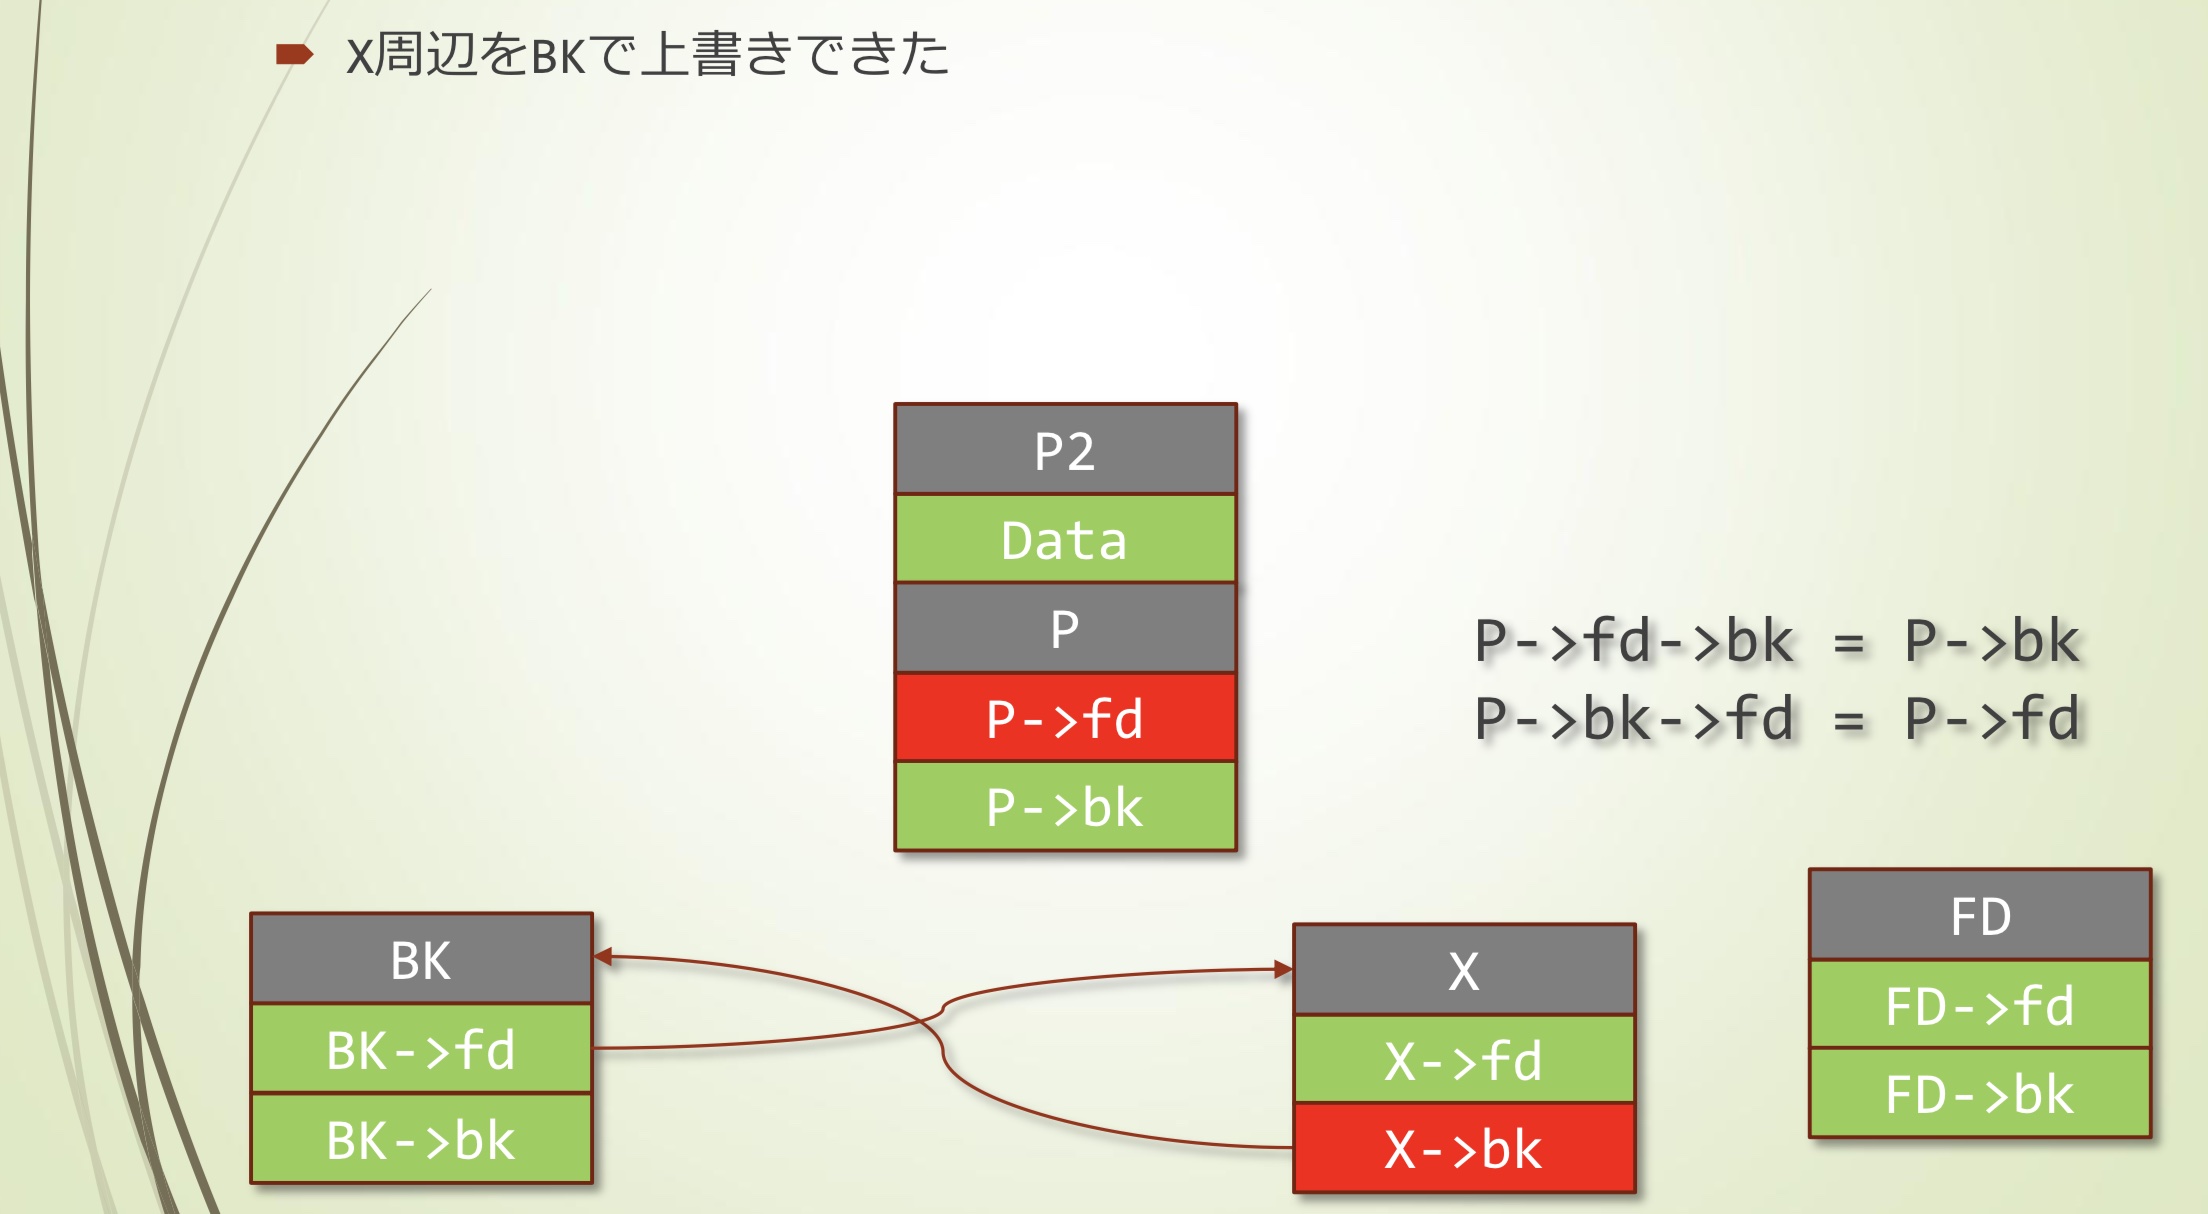 X周辺をBKで上書きできた
P2
Data
P
P->fd
P->bk
P->fd->bk = P->bk
P->bk->fd = P->fd
BK
BK->fd
BK->bk
X
X->fd
X->bk
FD
FD->fd
FD->bk